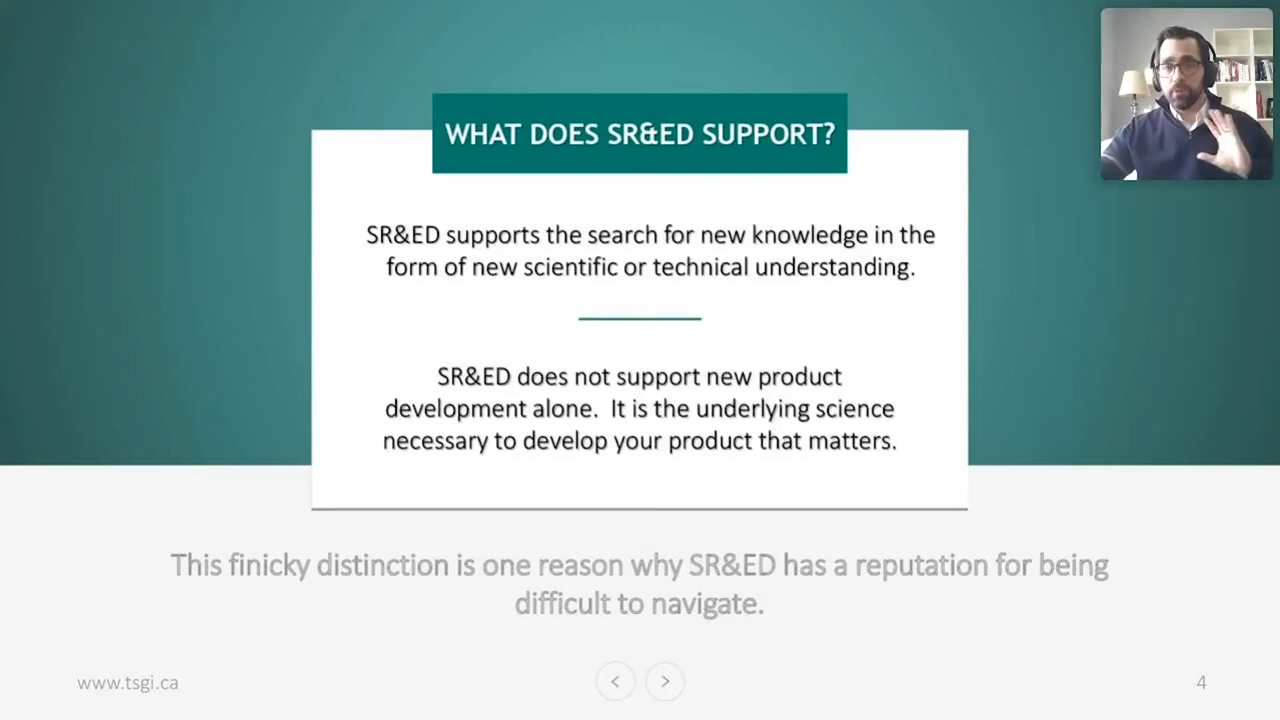 WHAT DOES SR&ED SUPPORT?
SR&ED supports the search for new knowledge in the
form of new scientific or technical understanding.
SR&ED does not support new product
development alone.  It is the underlying science
necessary to develop your product that matters.
This finicky distinction is one reason why SR&ED has a reputation for being
difficult to navigate.
www.tsgi.ca
4